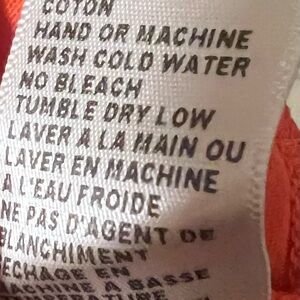 COTON
HAND OR MACHINE
WASH COLD WATER
NO BLEACH
TUMBLE DRY LOW
LAVER A LA MAIN OU
LAVER EN MACHINE
A L'EAU FROIDE
NE PAS D'AGENT DE
BLANCHIMENT
ECHAGE EN
MACHINE A BASSE